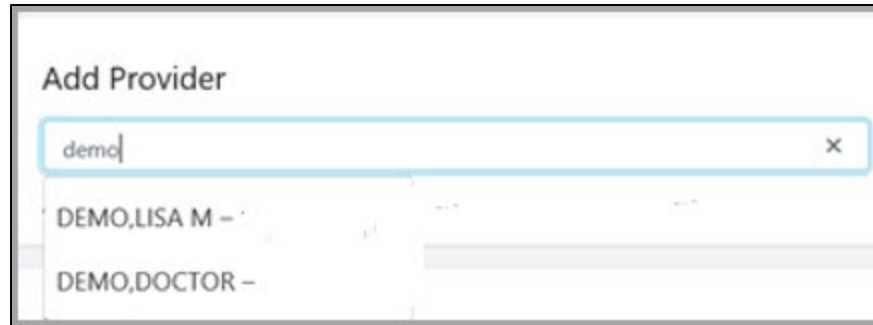 Add Provider
demo ×
DEMO,LISA M –
DEMO,DOCTOR –